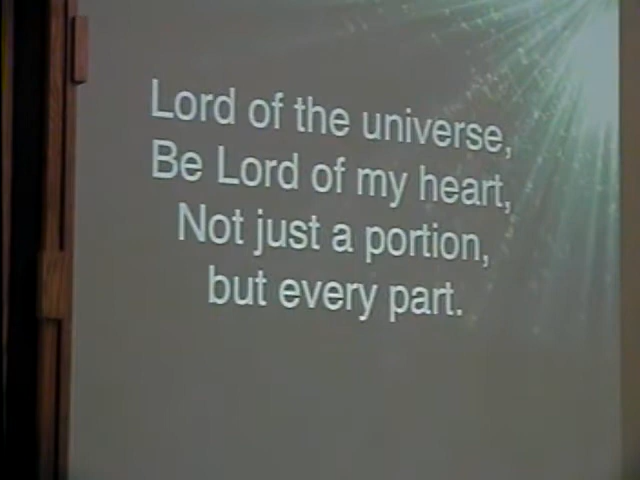 Lord of the universe,
Be Lord of my heart,
Not just a portion,
but every part.